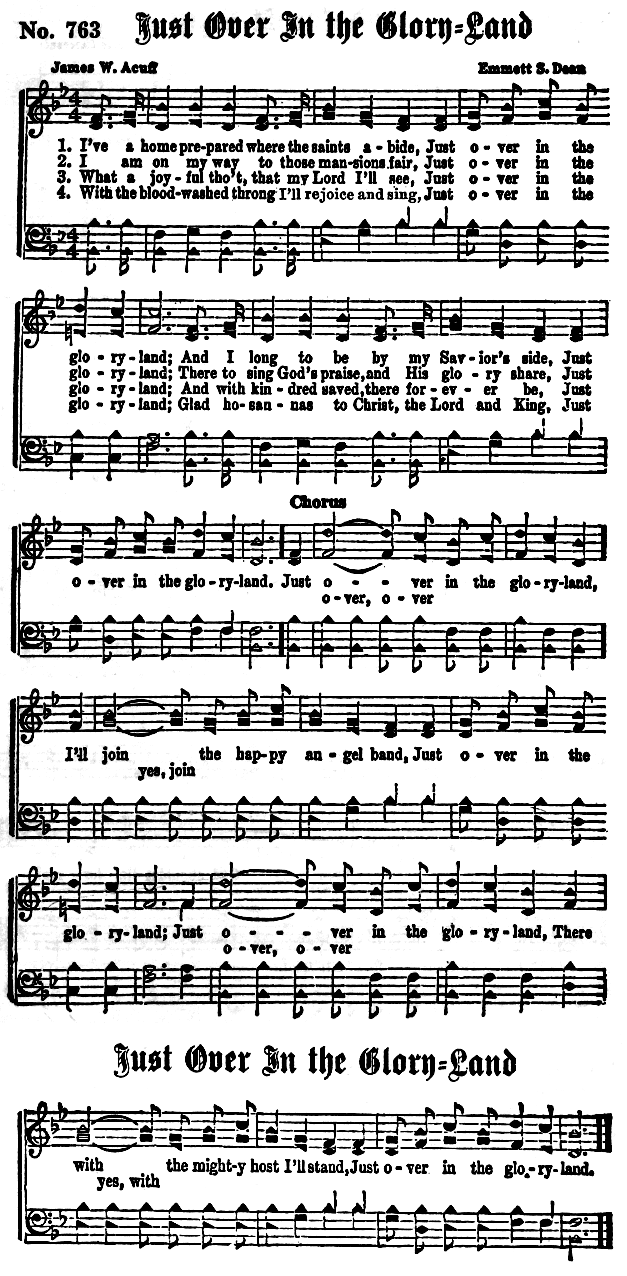 No. 763 Just Over In the Glory-Land
James W. Acuff Emmett S. Dean
1. I've a home pre-pared where the saints a-bide, Just o-ver in the
2. I am on my way to those man-sions fair, Just o-ver in the
3. What a joy-ful tho't, that my Lord I'll see, Just o-ver in the
4. With the blood-washed throng I'll rejoice and sing, Just o-ver in the
glo-ry-land; And I long to be by my Sav-ior's side, Just
glo-ry-land; There to sing God's praise, and His glo-ry share, Just
glo-ry-land; And with kin-dred saved, there for-ev-er be, Just
glo-ry-land; Glad ho-san-nas to Christ, the Lord and King, Just
Chorus
o-ver in the glo-ry-land. Just o - - ver in the glo-ry-land,
o-ver, o-ver
I'll join the hap-py an-gel band, Just o-ver in the
yes, join
glo-ry-land; Just o - - - ver in the glo-ry-land, There
o-ver, o-ver
Just Over In the Glory-Land
with the might-y host I'll stand, Just o-ver in the glo-ry-land.
yes, with